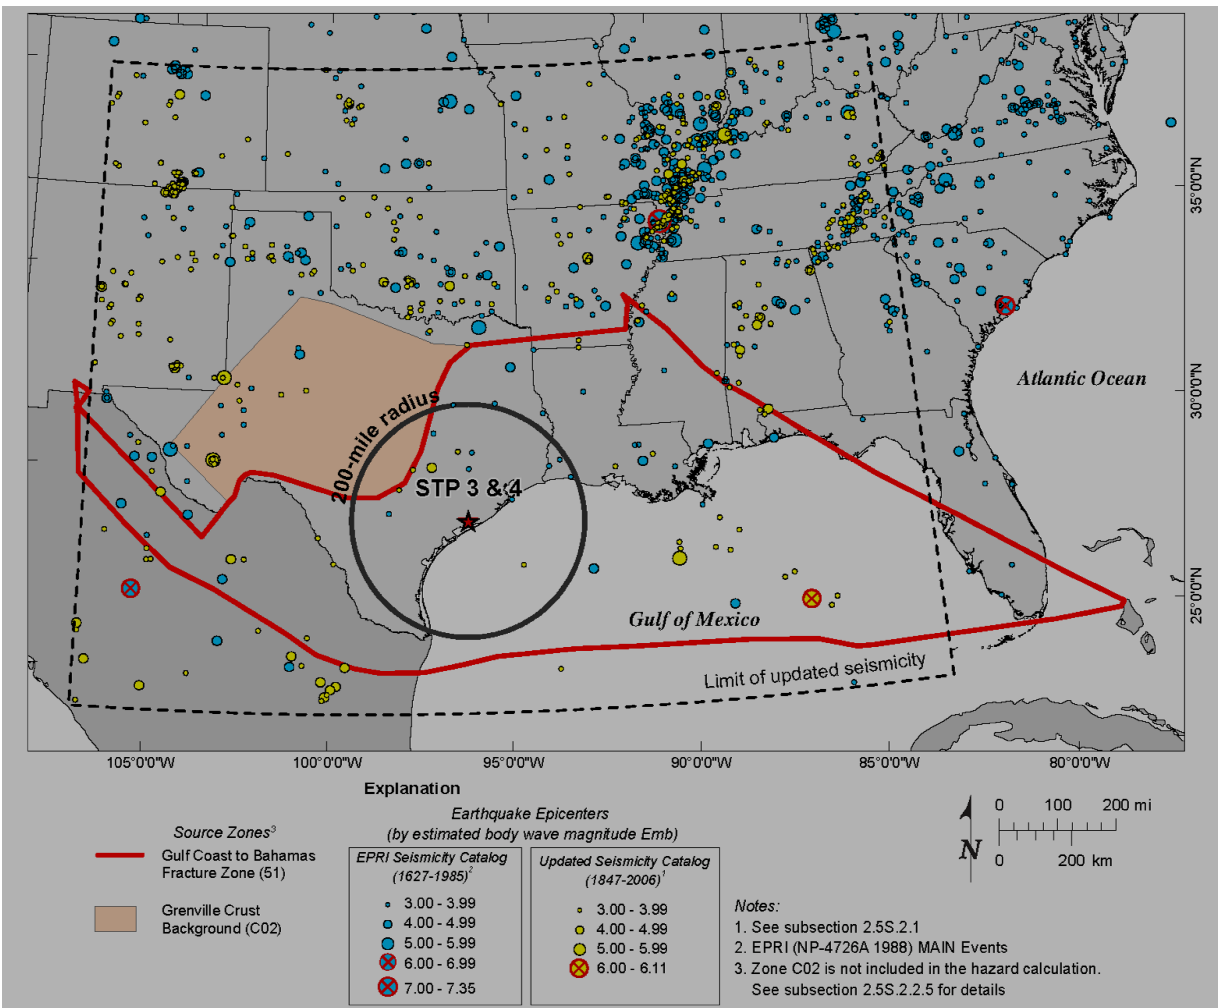 35°0'0"N
30°0'0"N
Atlantic Ocean
200-mile radius
STP 3 & 4
25°0'0"N
Gulf of Mexico
Limit of updated seismicity
105°0'0"W
100°0'0"W
95°0'0"W
90°0'0"W
85°0'0"W
80°0'0"W
Explanation
Source Zones³
Gulf Coast to Bahamas
Fracture Zone (51)
Grenville Crust
Background (C02)
Earthquake Epicenters
(by estimated body wave magnitude Emb)
EPRI Seismicity Catalog
(1627-1985)²
3.00 - 3.99
4.00 - 4.99
5.00 - 5.99
6.00 - 6.99
7.00 - 7.35
Updated Seismicity Catalog
(1847-2006)¹
3.00 - 3.99
4.00 - 4.99
5.00 - 5.99
6.00 - 6.11
N
0 100 200 mi
0 200 km
Notes:
1. See subsection 2.5S.2.1
2. EPRI (NP-4726A 1988) MAIN Events
3. Zone C02 is not included in the hazard calculation.
See subsection 2.5S.2.2.5 for details